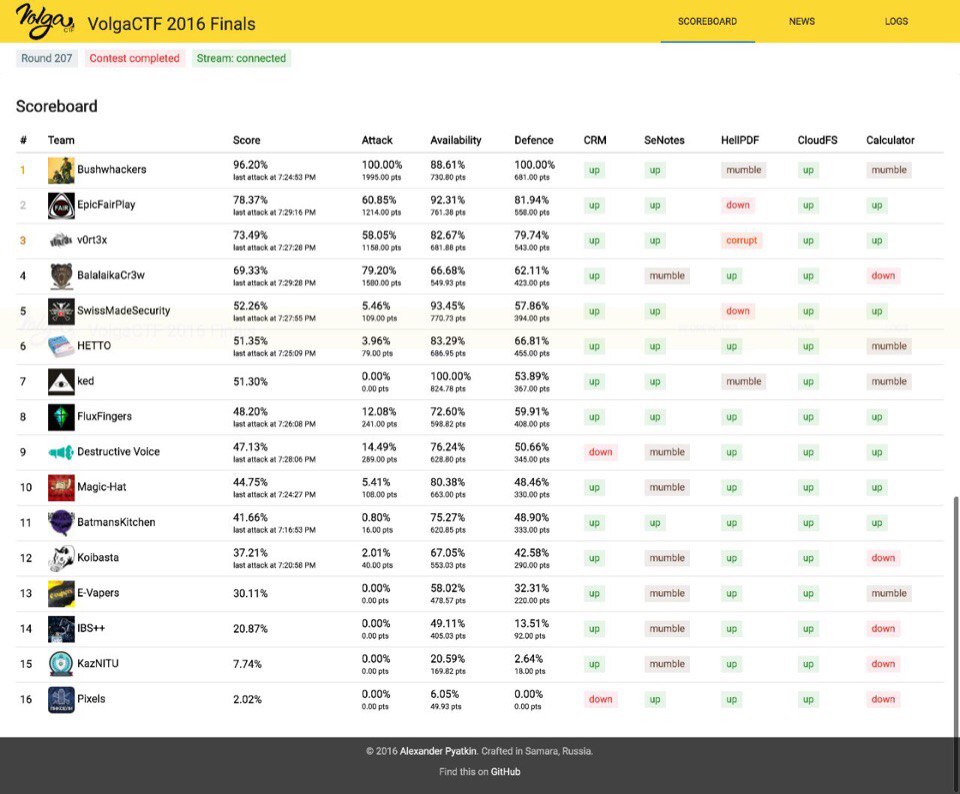 Volga CTF VolgaCTF 2016 Finals SCOREBOARD NEWS LOGS
Round 207 Contest completed Stream: connected
Scoreboard
# Team Score Attack Availability Defence CRM SeNotes HellPDF CloudFS Calculator
1 Bushwhackers 96.20% 100.00% 88.61% 100.00% up up mumble up mumble
last attack at 7:24:53 PM 1995.00 pts 730.80 pts 681.00 pts
2 FAIR EpicFairPlay 78.37% 60.85% 92.31% 81.94% up up down up up
last attack at 7:29:16 PM 1214.00 pts 761.38 pts 558.00 pts
3 v0rt3x 73.49% 58.05% 82.67% 79.74% up up corrupt up up
last attack at 7:27:28 PM 1158.00 pts 681.88 pts 543.00 pts
4 BalalaikaCr3w 69.33% 79.20% 66.68% 62.11% up mumble up up down
last attack at 7:29:28 PM 1580.00 pts 549.93 pts 423.00 pts
5 SwissMadeSecurity 52.26% 5.46% 93.45% 57.86% up up down up up
last attack at 7:27:55 PM 109.00 pts 770.73 pts 394.00 pts
VolgaCTF 2016 Finals
6 HETTO 51.35% 3.96% 83.29% 66.81% up up up up mumble
last attack at 7:25:09 PM 79.00 pts 686.95 pts 455.00 pts
7 ked 51.30% 0.00% 100.00% 53.89% up up mumble up mumble
0.00 pts 824.78 pts 367.00 pts
8 FluxFingers 48.20% 12.08% 72.60% 59.91% up up up up up
last attack at 7:26:08 PM 241.00 pts 598.82 pts 408.00 pts
9 Destructive Voice 47.13% 14.49% 76.24% 50.66% down mumble up up up
last attack at 7:28:06 PM 289.00 pts 628.80 pts 345.00 pts
10 Magic-Hat 44.75% 5.41% 80.38% 48.46% up mumble up up up
last attack at 7:24:27 PM 108.00 pts 663.00 pts 330.00 pts
11 BatmansKitchen 41.66% 0.80% 75.27% 48.90% up up up up up
last attack at 7:16:53 PM 16.00 pts 620.85 pts 333.00 pts
12 Koibasta 37.21% 2.01% 67.05% 42.58% up mumble up up down
last attack at 7:20:58 PM 40.00 pts 553.03 pts 290.00 pts
13 E-Vapers 30.11% 0.00% 58.02% 32.31% up mumble up up mumble
0.00 pts 478.57 pts 220.00 pts
14 IBS++ 20.87% 0.00% 49.11% 13.51% up mumble up up down
0.00 pts 405.03 pts 92.00 pts
15 KazNITU 7.74% 0.00% 20.59% 2.64% up mumble up up down
0.00 pts 169.82 pts 18.00 pts
16 Pixels 2.02% 0.00% 6.05% 0.00% down up up up down
0.00 pts 49.93 pts 0.00 pts
© 2016 Alexander Pyatkin. Crafted in Samara, Russia.
Find this on GitHub